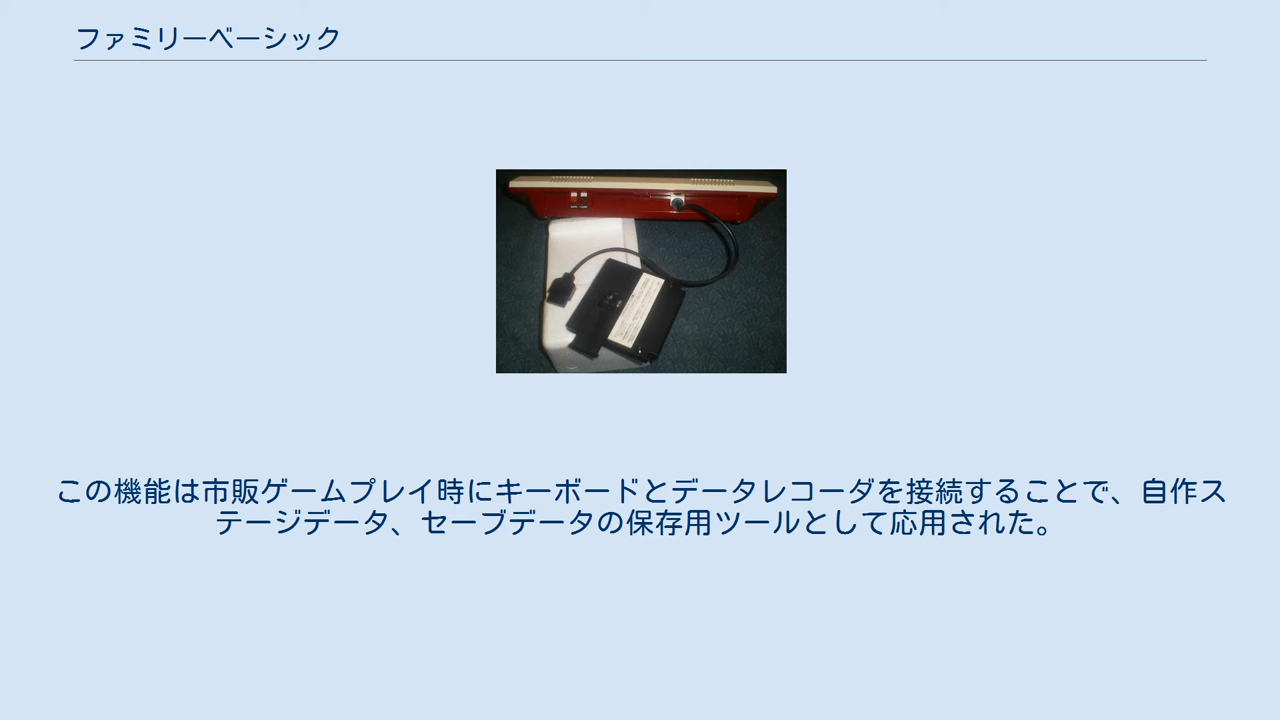 ファミリーベーシック
この機能は市販ゲームプレイ時にキーボードとデータレコーダを接続することで、自作ス
テージデータ、セーブデータの保存用ツールとして応用された。